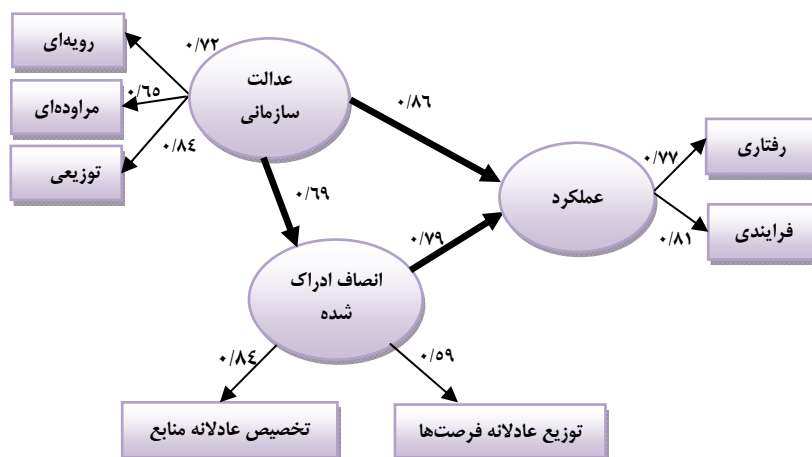 رویه‌ای
۰/۷۲
عدالت
سازمانی
مراوده‌ای
۰/۶۵
۰/۸۶
توزیعی
۰/۸٤
رفتاری
۰/۷۷
عملکرد
فرایندی
۰/۸۱
۰/۶۹
۰/۷۹
انصاف ادراک
شده
۰/۸٤
۰/۵۹
توزیع عادلانه فرصت‌ها
تخصیص عادلانه منابع